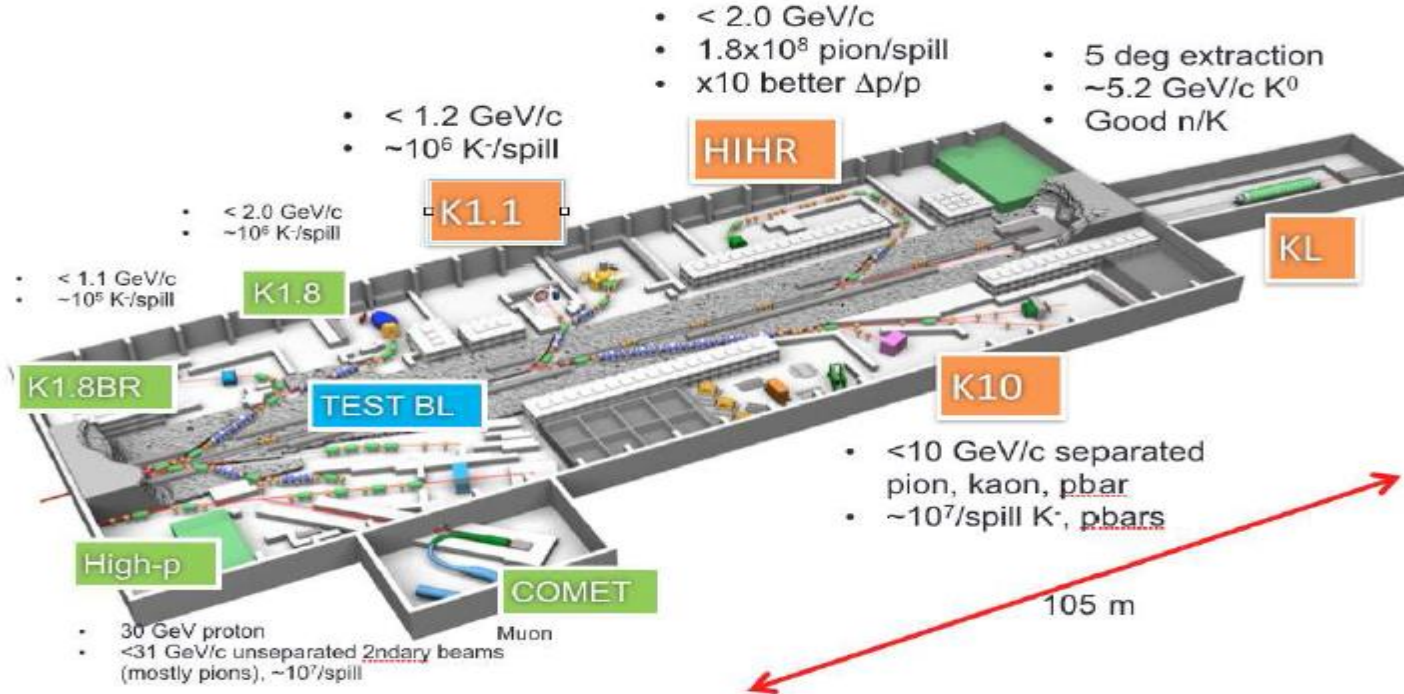 • < 2.0 GeV/c
• 1.8x10⁸ pion/spill
• x10 better Δp/p
• 5 deg extraction
• ~5.2 GeV/c K⁰
• Good n/K
• < 1.2 GeV/c
• ~10⁶ K⁻/spill
HIHR
K1.1
• < 2.0 GeV/c
• ~10⁶ K⁻/spill
KL
• < 1.1 GeV/c
• ~10⁵ K⁻/spill
K1.8
K1.8BR
TEST BL
K10
• <10 GeV/c separated
pion, kaon, pbar
• ~10⁷/spill K⁻, pbars
High-p
COMET
105 m
• 30 GeV proton
Muon
• <31 GeV/c unseparated 2ndary beams
(mostly pions), ~10⁷/spill